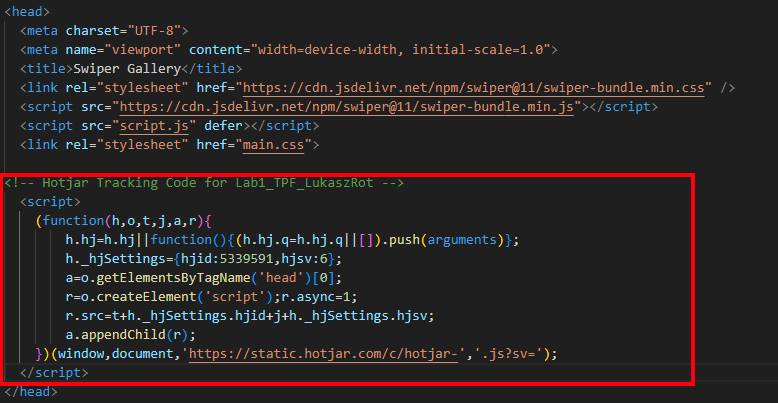 <head>
<meta charset="UTF-8">
<meta name="viewport" content="width=device-width, initial-scale=1.0">
<title>Swiper Gallery</title>
<link rel="stylesheet" href="https://cdn.jsdelivr.net/npm/swiper@11/swiper-bundle.min.css" />
<script src="https://cdn.jsdelivr.net/npm/swiper@11/swiper-bundle.min.js"></script>
<script src="script.js" defer></script>
<link rel="stylesheet" href="main.css">
<!-- Hotjar Tracking Code for Lab1_TPF_LukaszRot -->
<script>
(function(h,o,t,j,a,r){
h.hj=h.hj||function(){(h.hj.q=h.hj.q||[]).push(arguments)};
h._hjSettings={hjid:5339591,hjsv:6};
a=o.getElementsByTagName('head')[0];
r=o.createElement('script');r.async=1;
r.src=t+h._hjSettings.hjid+j+h._hjSettings.hjsv;
a.appendChild(r);
})(window,document,'https://static.hotjar.com/c/hotjar-','.js?sv=');
</script>
</head>